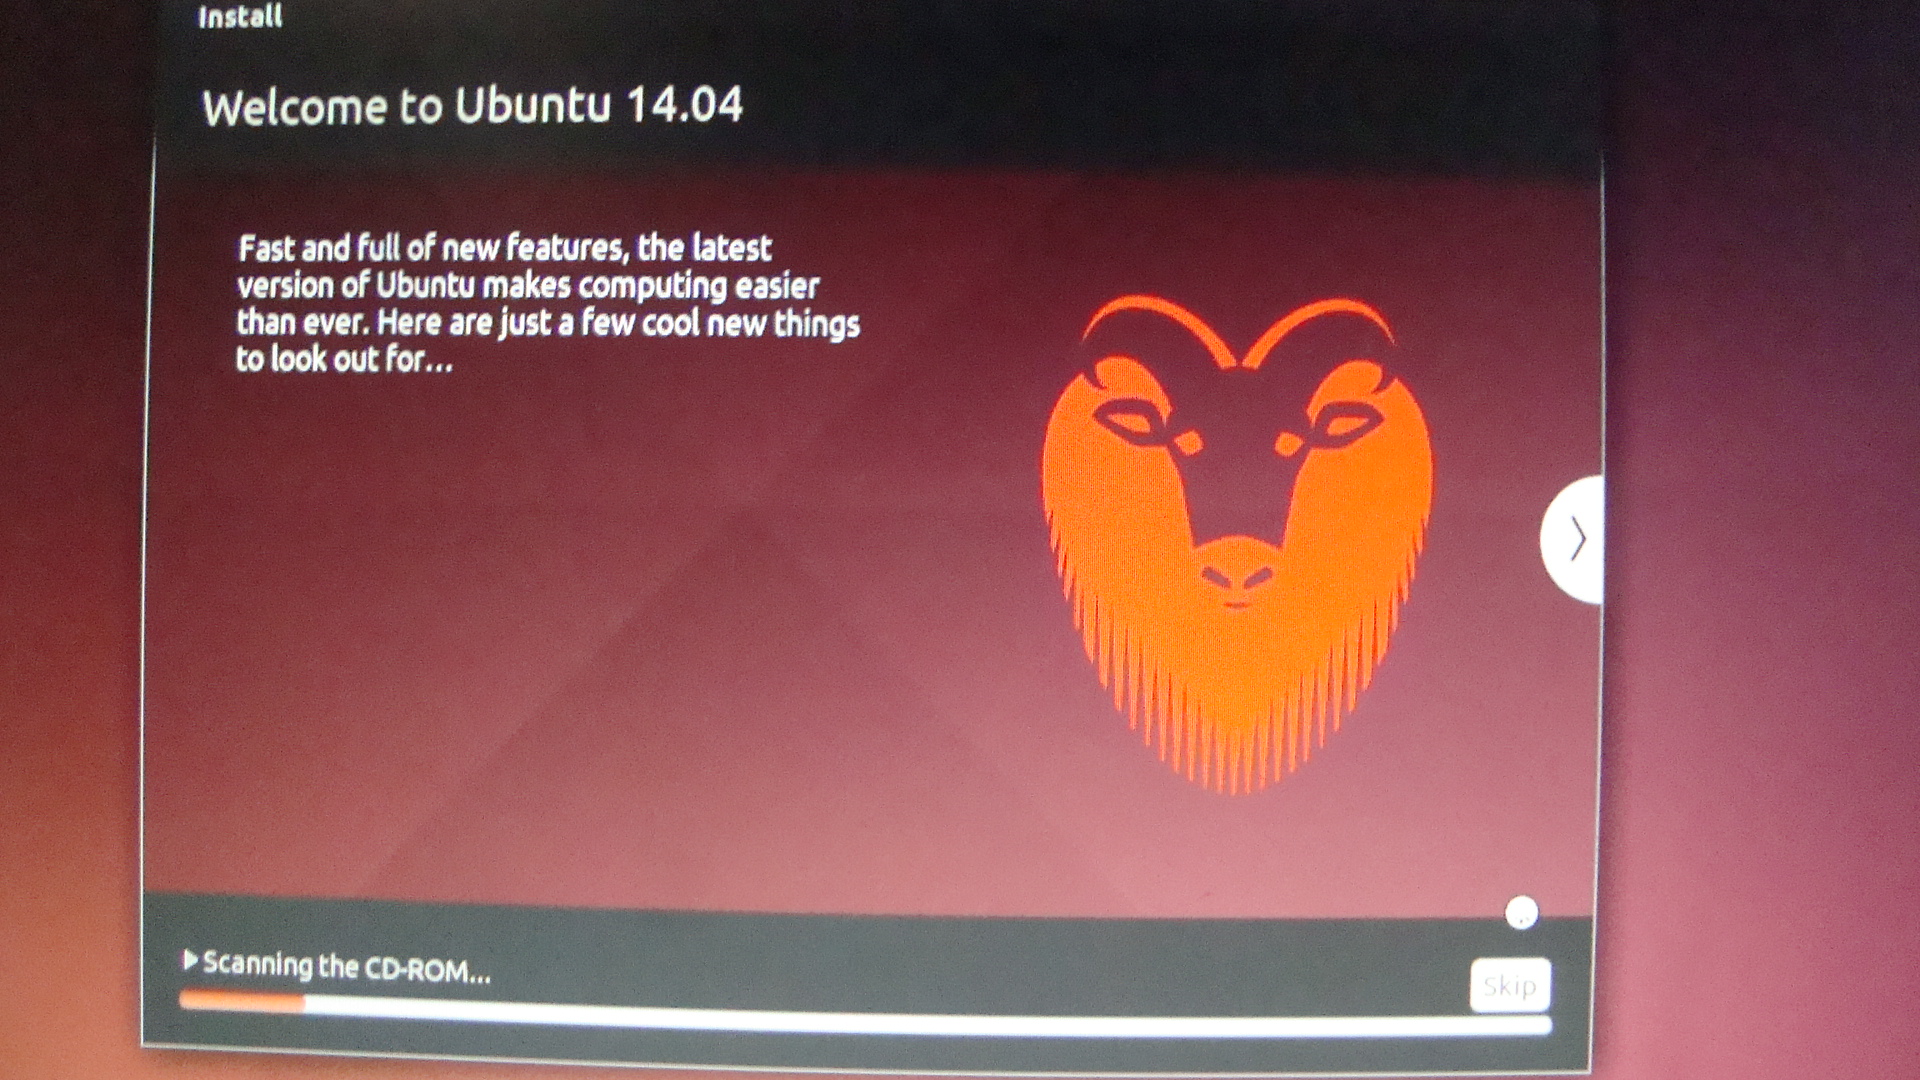 Install
Welcome to Ubuntu 14.04
Fast and full of new features, the latest
version of Ubuntu makes computing easier
than ever. Here are just a few cool new things
to look out for...
Scanning the CD-ROM...
Skip